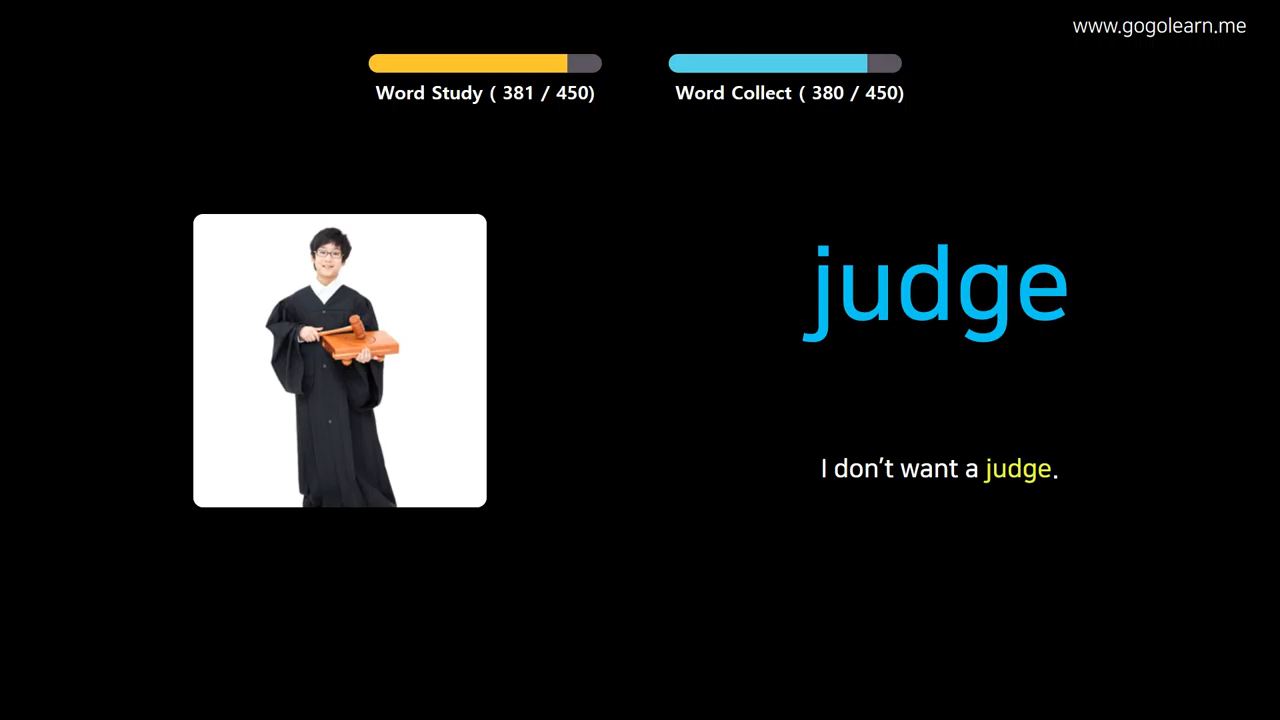 www.gogolearn.me
Word Study ( 381 / 450)
Word Collect ( 380 / 450)
judge
I don’t want a judge.